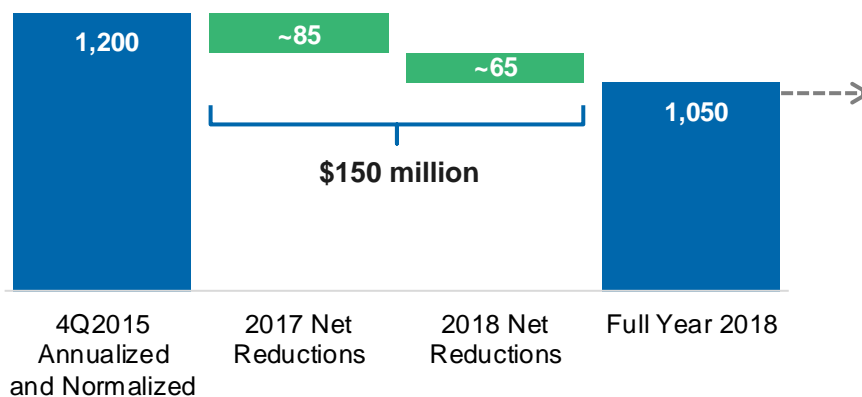 1,200
~85
~65
1,050
$150 million
4Q2015
Annualized
and Normalized
2017 Net
Reductions
2018 Net
Reductions
Full Year 2018